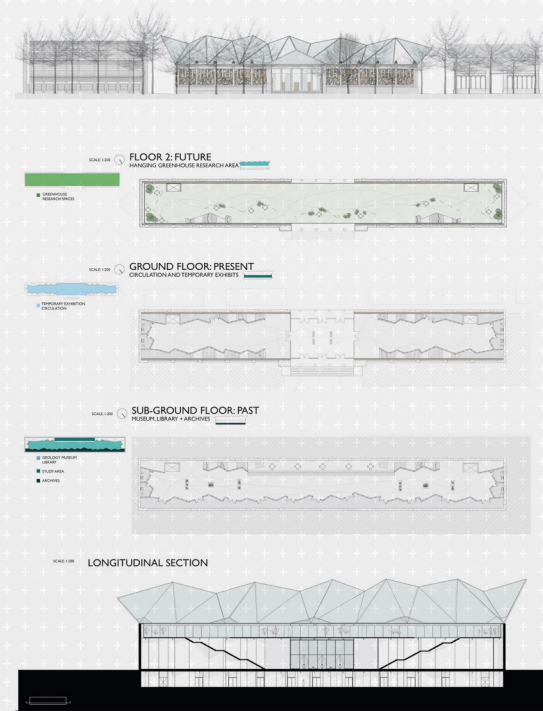 SCALE 1:200
FLOOR 2: FUTURE
HANGING GREENHOUSE RESEARCH AREA
GREENHOUSE
RESEARCH SPACES
SCALE 1:200
GROUND FLOOR: PRESENT
CIRCULATION AND TEMPORARY EXHIBITS
TEMPORARY EXHIBITION
CIRCULATION
SCALE 1:200
SUB-GROUND FLOOR: PAST
MUSEUM, LIBRARY + ARCHIVES
GEOLOGY MUSEUM
LIBRARY
STUDY AREA
ARCHIVES
SCALE 1:200
LONGITUDINAL SECTION